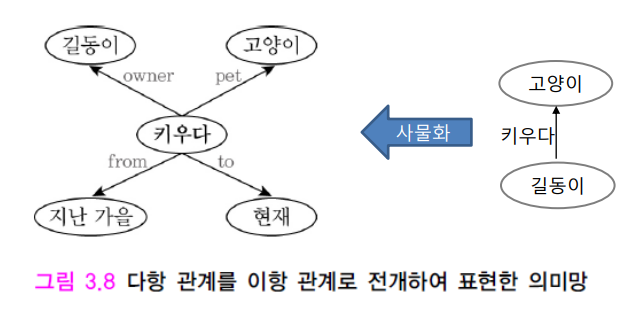 길동이
고양이
owner
pet
키우다
from
to
지난 가을
현재
사물화
고양이
키우다
길동이
그림 3.8 다항 관계를 이항 관계로 전개하여 표현한 의미망